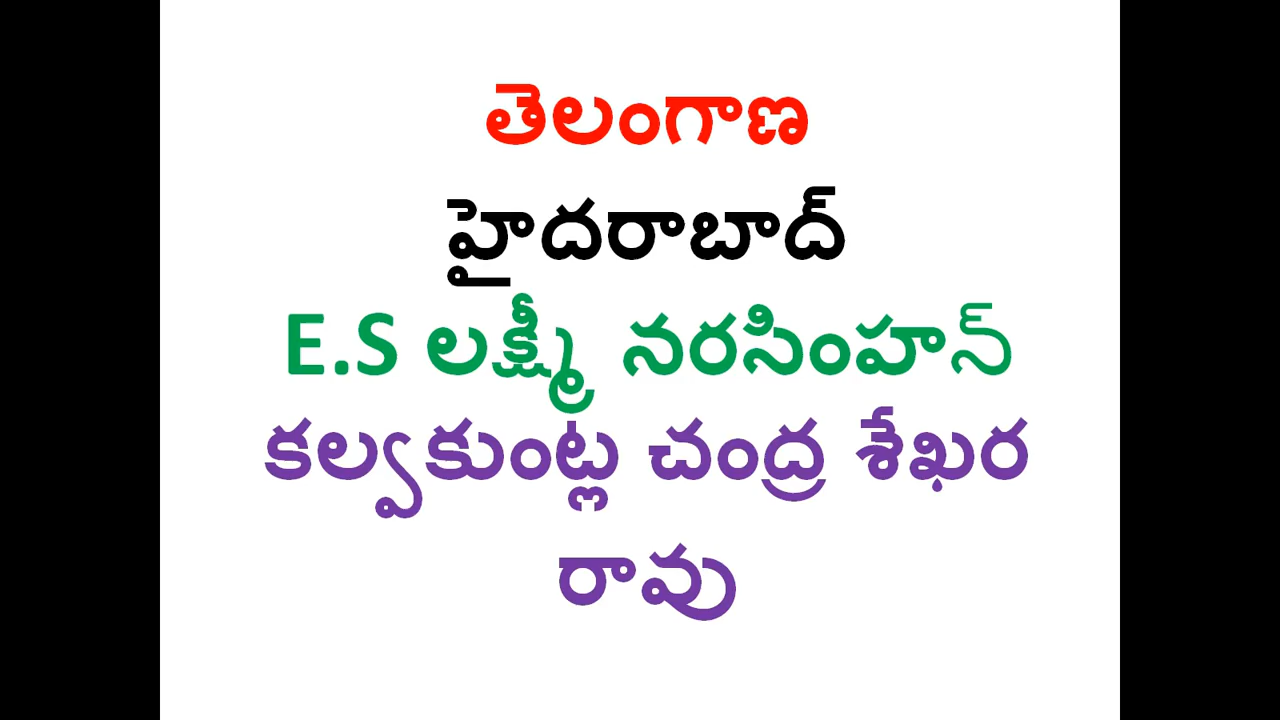 తెలంగాణ
హైదరాబాద్
E.S లక్ష్మీ నరసింహన్
కల్వకుంట్ల చంద్ర శేఖర
రావు